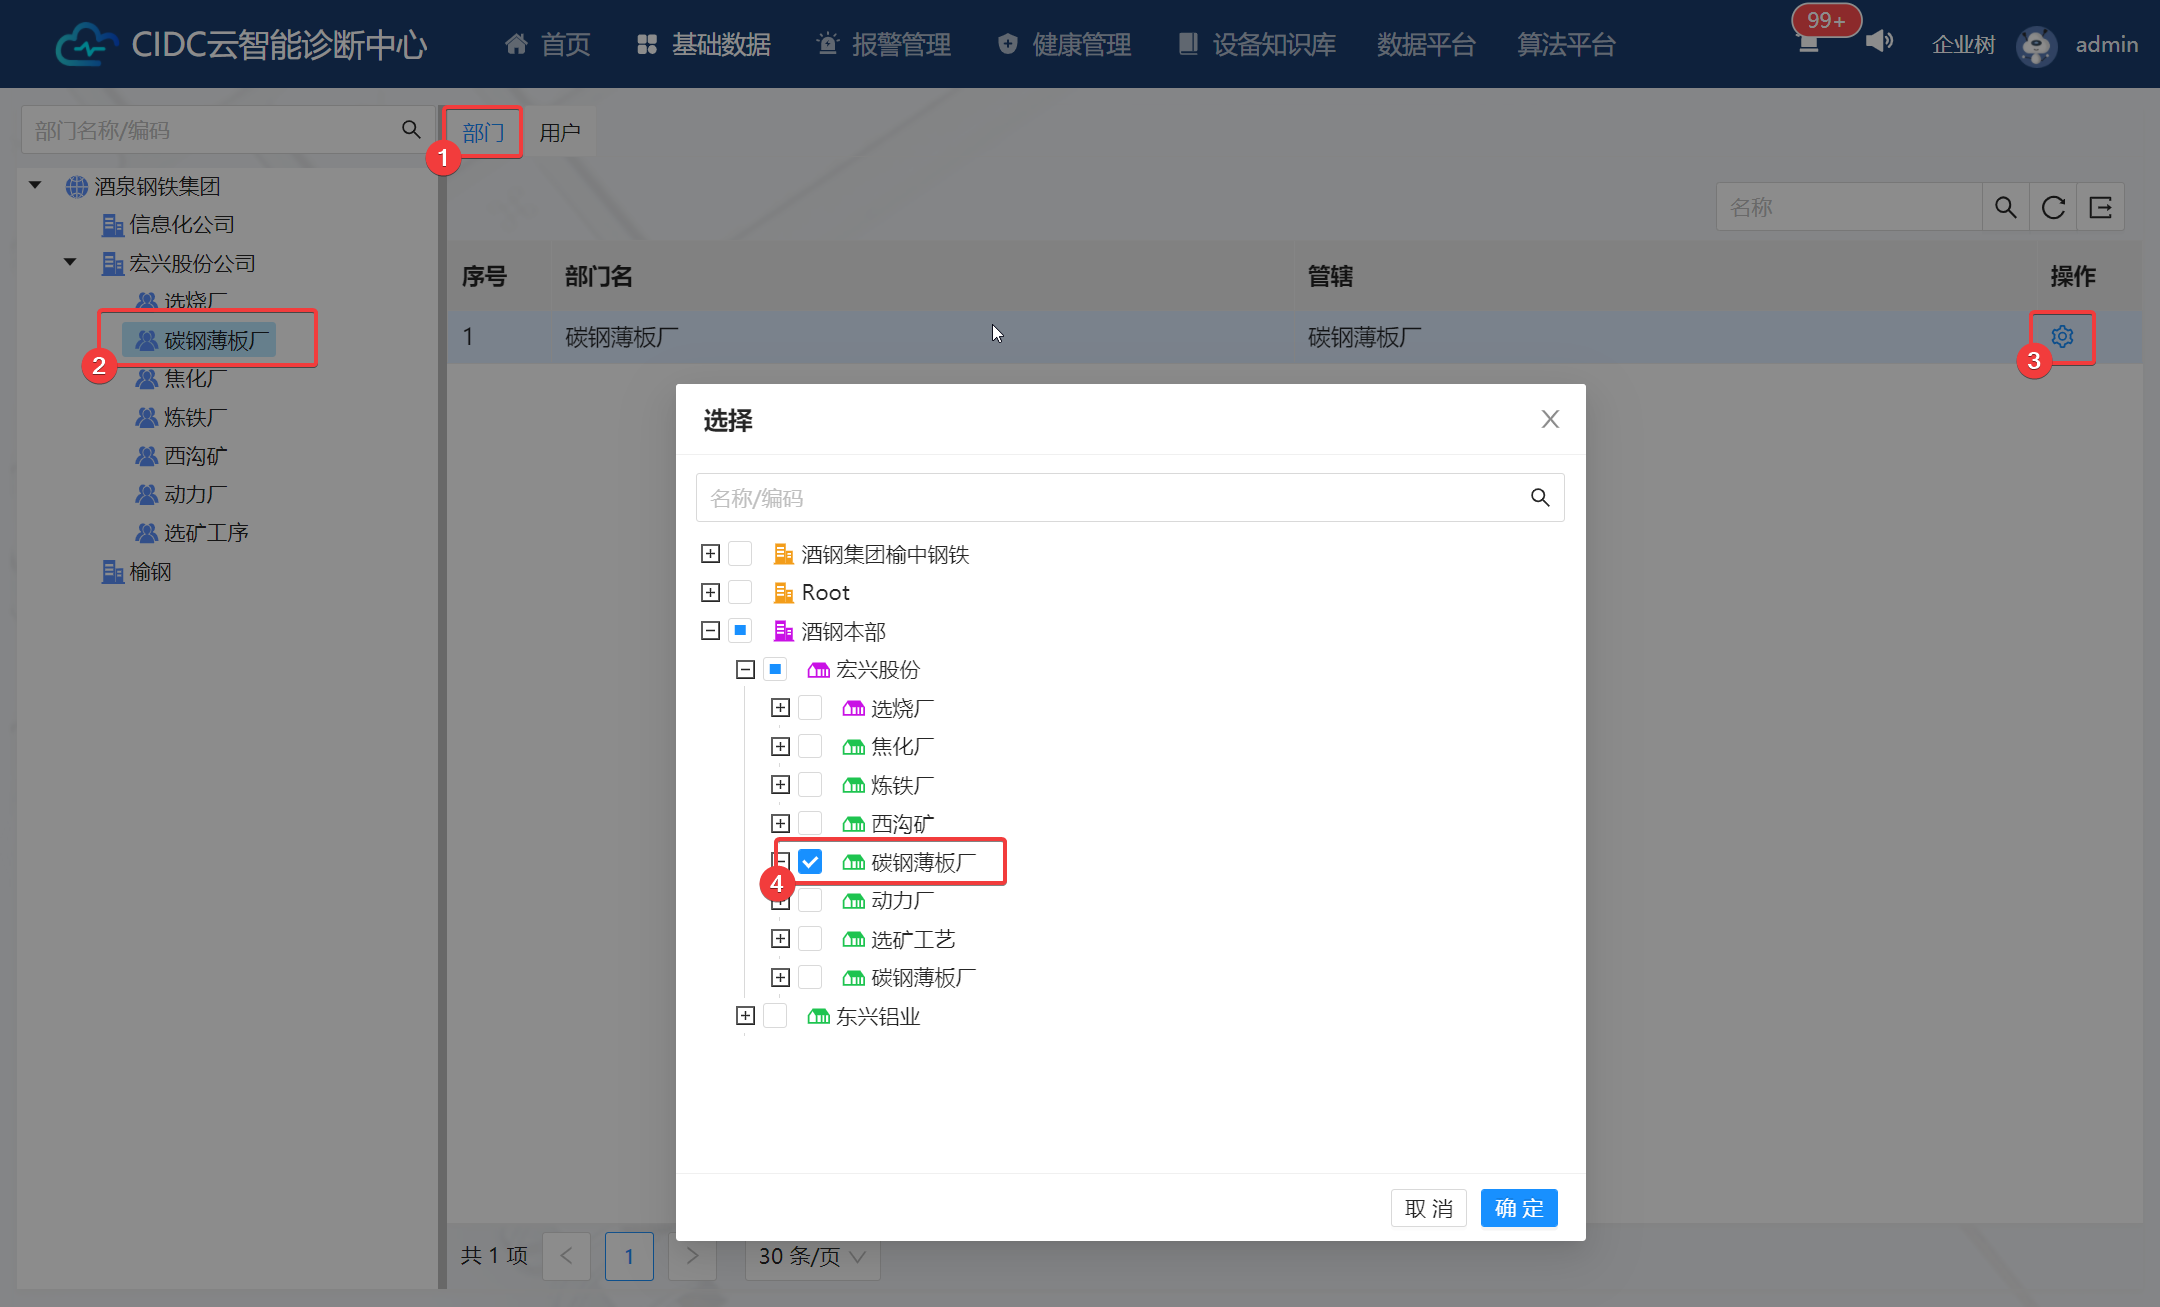 CIDC云智能诊断中心
首页
基础数据
报警管理
健康管理
设备知识库
数据平台
算法平台
99+
企业树
admin
部门名称/编码
部门
用户
1
酒泉钢铁集团
信息化公司
宏兴股份公司
选烧厂
碳钢薄板厂
2
焦化厂
炼铁厂
西沟矿
动力厂
选矿工序
榆钢
名称
序号
部门名
管辖
操作
1
碳钢薄板厂
碳钢薄板厂
3
选择
名称/编码
酒钢集团榆中钢铁
Root
酒钢本部
宏兴股份
选烧厂
焦化厂
炼铁厂
西沟矿
碳钢薄板厂
4
动力厂
选矿工艺
碳钢薄板厂
东兴铝业
取 消
确 定
共 1 项
1
30 条/页